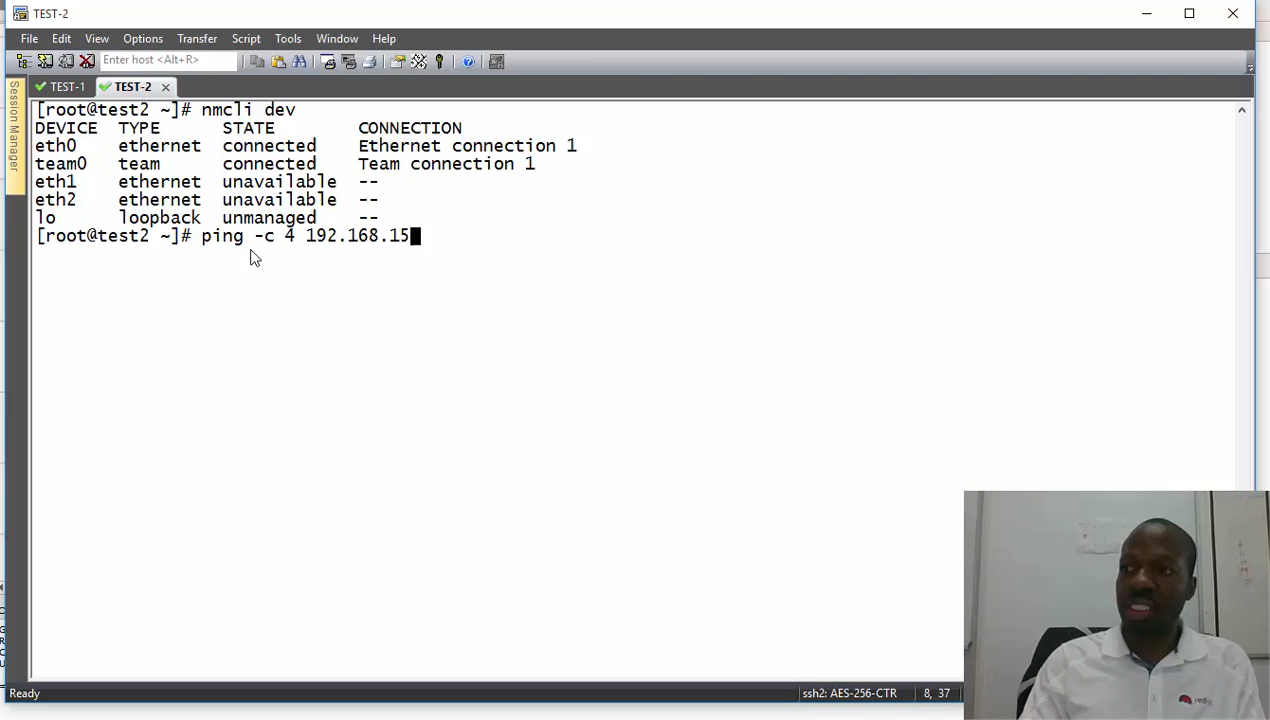 TEST-2
File Edit View Options Transfer Script Tools Window Help
Enter host <Alt+R>
TEST-1 TEST-2 ×
Session Manager
[root@test2 ~]# nmcli dev
DEVICE TYPE STATE CONNECTION
eth0 ethernet connected Ethernet connection 1
team0 team connected Team connection 1
eth1 ethernet unavailable --
eth2 ethernet unavailable --
lo loopback unmanaged --
[root@test2 ~]# ping -c 4 192.168.15
Ready ssh2: AES-256-CTR 8, 37